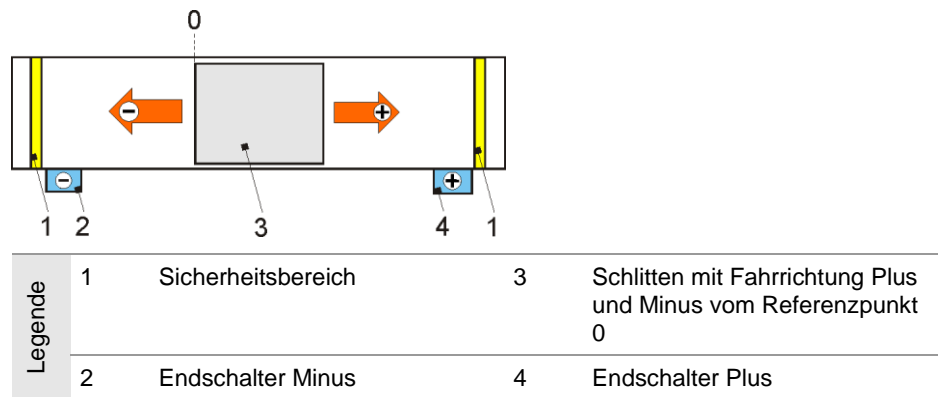 0
- +
- +
1 2 3 4 1
Legende
1 Sicherheitsbereich 3 Schlitten mit Fahrrichtung Plus
und Minus vom Referenzpunkt
0
2 Endschalter Minus 4 Endschalter Plus